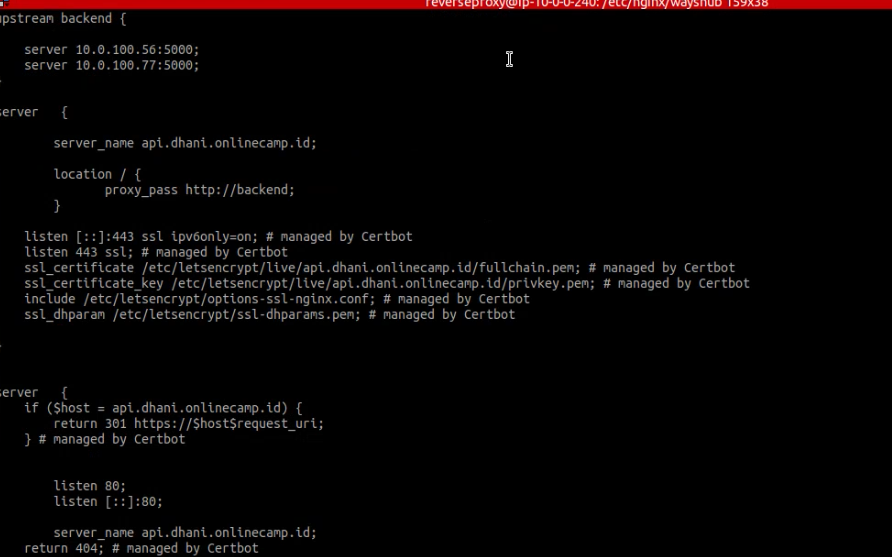 reverseproxy@ip-10-0-0-240: /etc/nginx/wayshub 159x38
upstream backend {
server 10.0.100.56:5000;
server 10.0.100.77:5000;
}
server {
server_name api.dhani.onlinecamp.id;
location / {
proxy_pass http://backend;
}
listen [::]:443 ssl ipv6only=on; # managed by Certbot
listen 443 ssl; # managed by Certbot
ssl_certificate /etc/letsencrypt/live/api.dhani.onlinecamp.id/fullchain.pem; # managed by Certbot
ssl_certificate_key /etc/letsencrypt/live/api.dhani.onlinecamp.id/privkey.pem; # managed by Certbot
include /etc/letsencrypt/options-ssl-nginx.conf; # managed by Certbot
ssl_dhparam /etc/letsencrypt/ssl-dhparams.pem; # managed by Certbot
}
server {
if ($host = api.dhani.onlinecamp.id) {
return 301 https://$host$request_uri;
} # managed by Certbot
listen 80;
listen [::]:80;
server_name api.dhani.onlinecamp.id;
return 404; # managed by Certbot